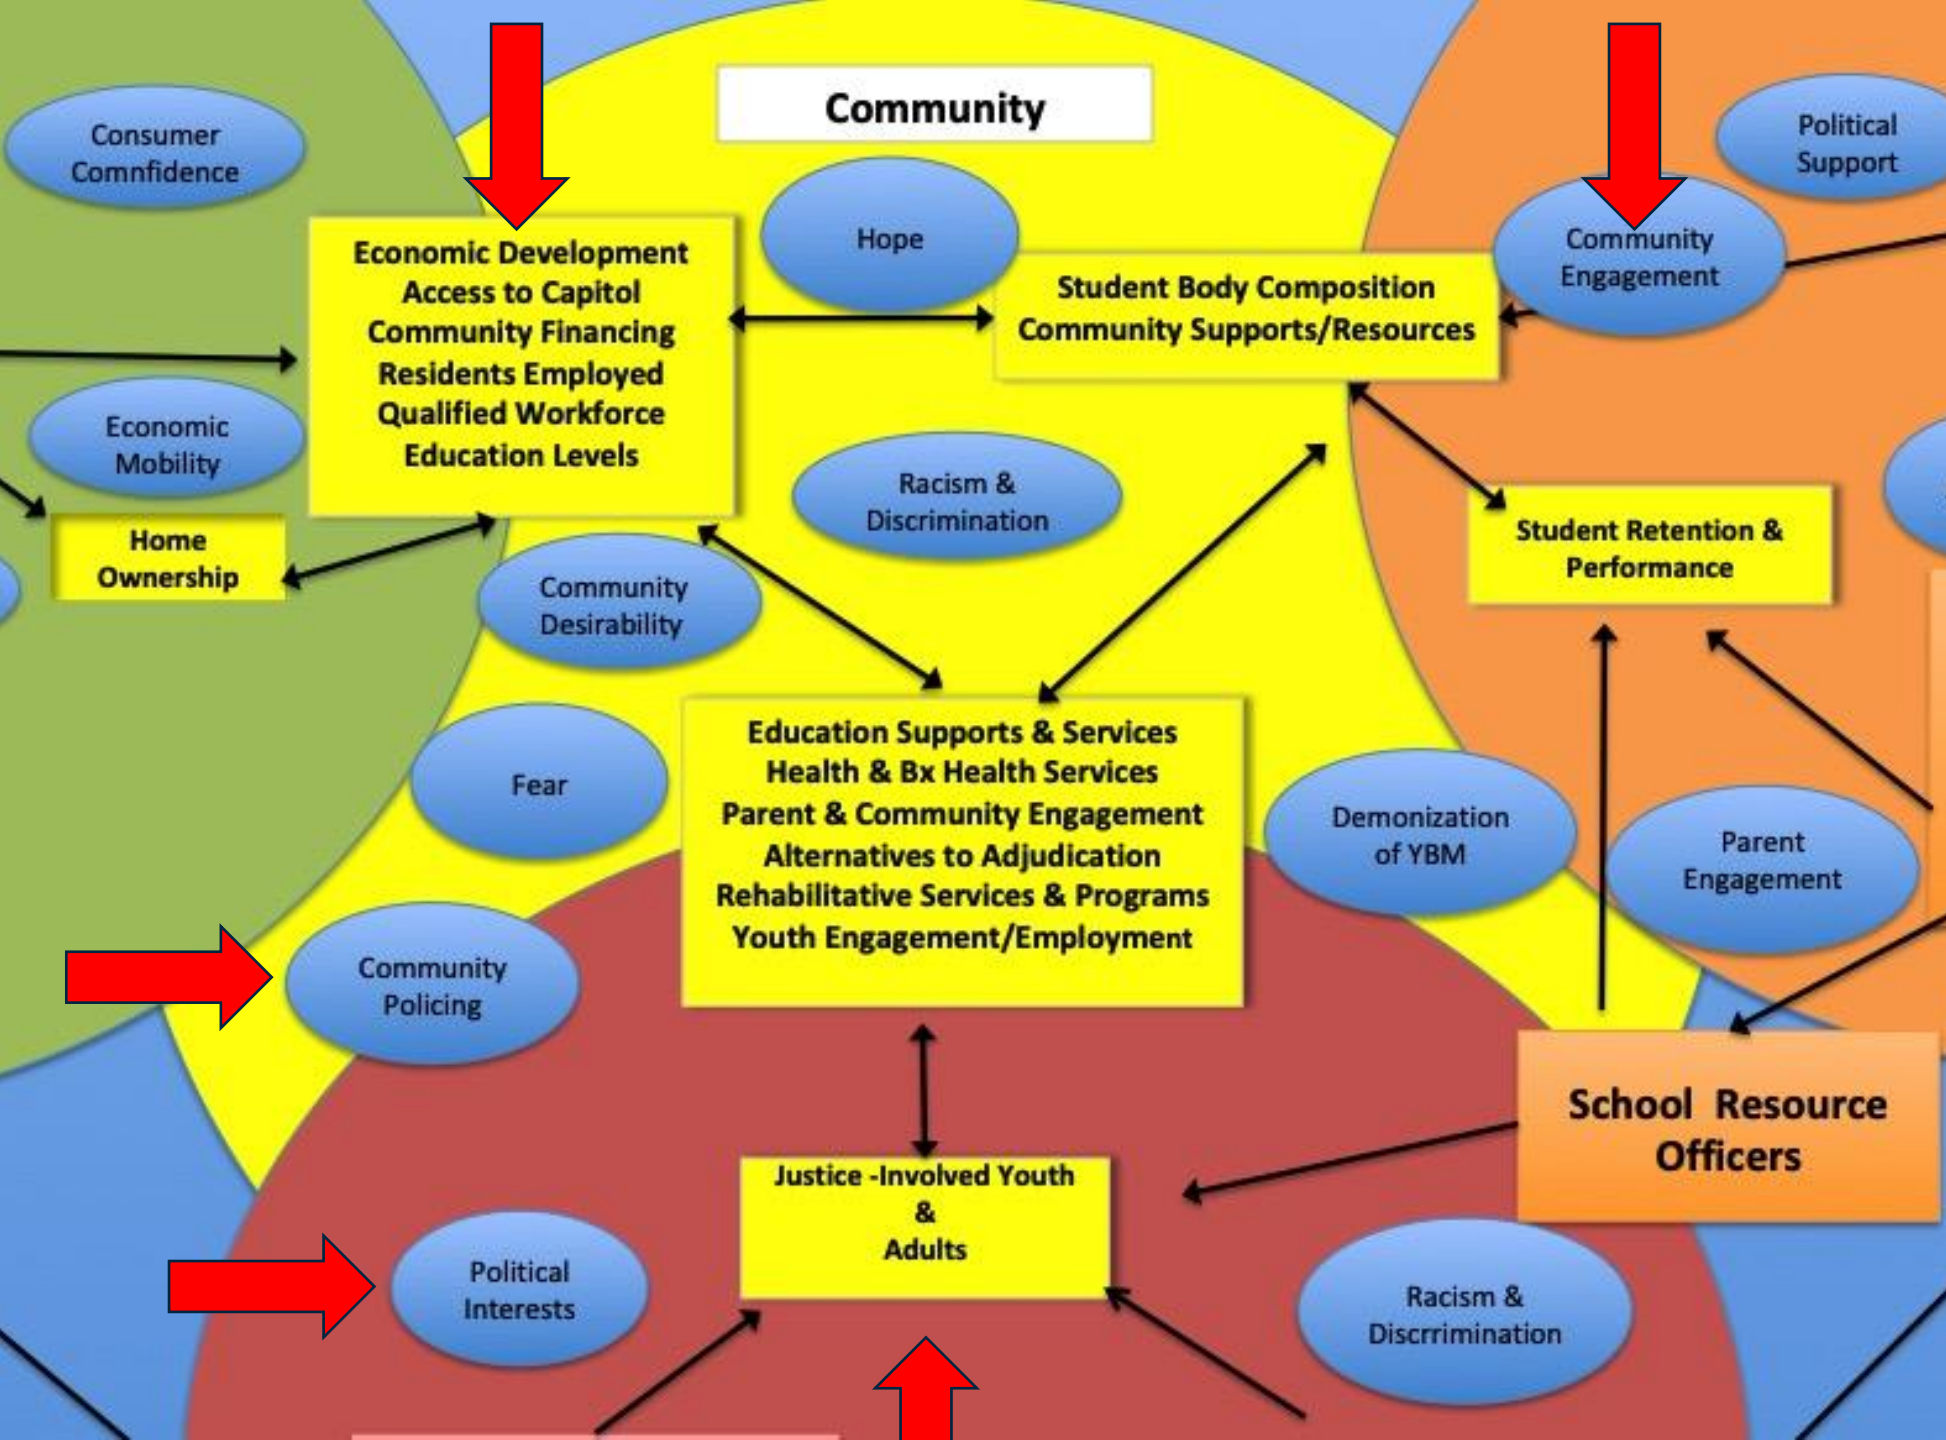 Community
Consumer
Comnfidence
Political
Support
Hope
Community
Engagement
Economic Development
Access to Capitol
Community Financing
Residents Employed
Qualified Workforce
Education Levels
Student Body Composition
Community Supports/Resources
Economic
Mobility
Racism &
Discrimination
Home
Ownership
Student Retention &
Performance
Community
Desirability
Fear
Education Supports & Services
Health & Bx Health Services
Parent & Community Engagement
Alternatives to Adjudication
Rehabilitative Services & Programs
Youth Engagement/Employment
Demonization
of YBM
Parent
Engagement
Community
Policing
School Resource
Officers
Justice -Involved Youth
&
Adults
Political
Interests
Racism &
Discrrimination